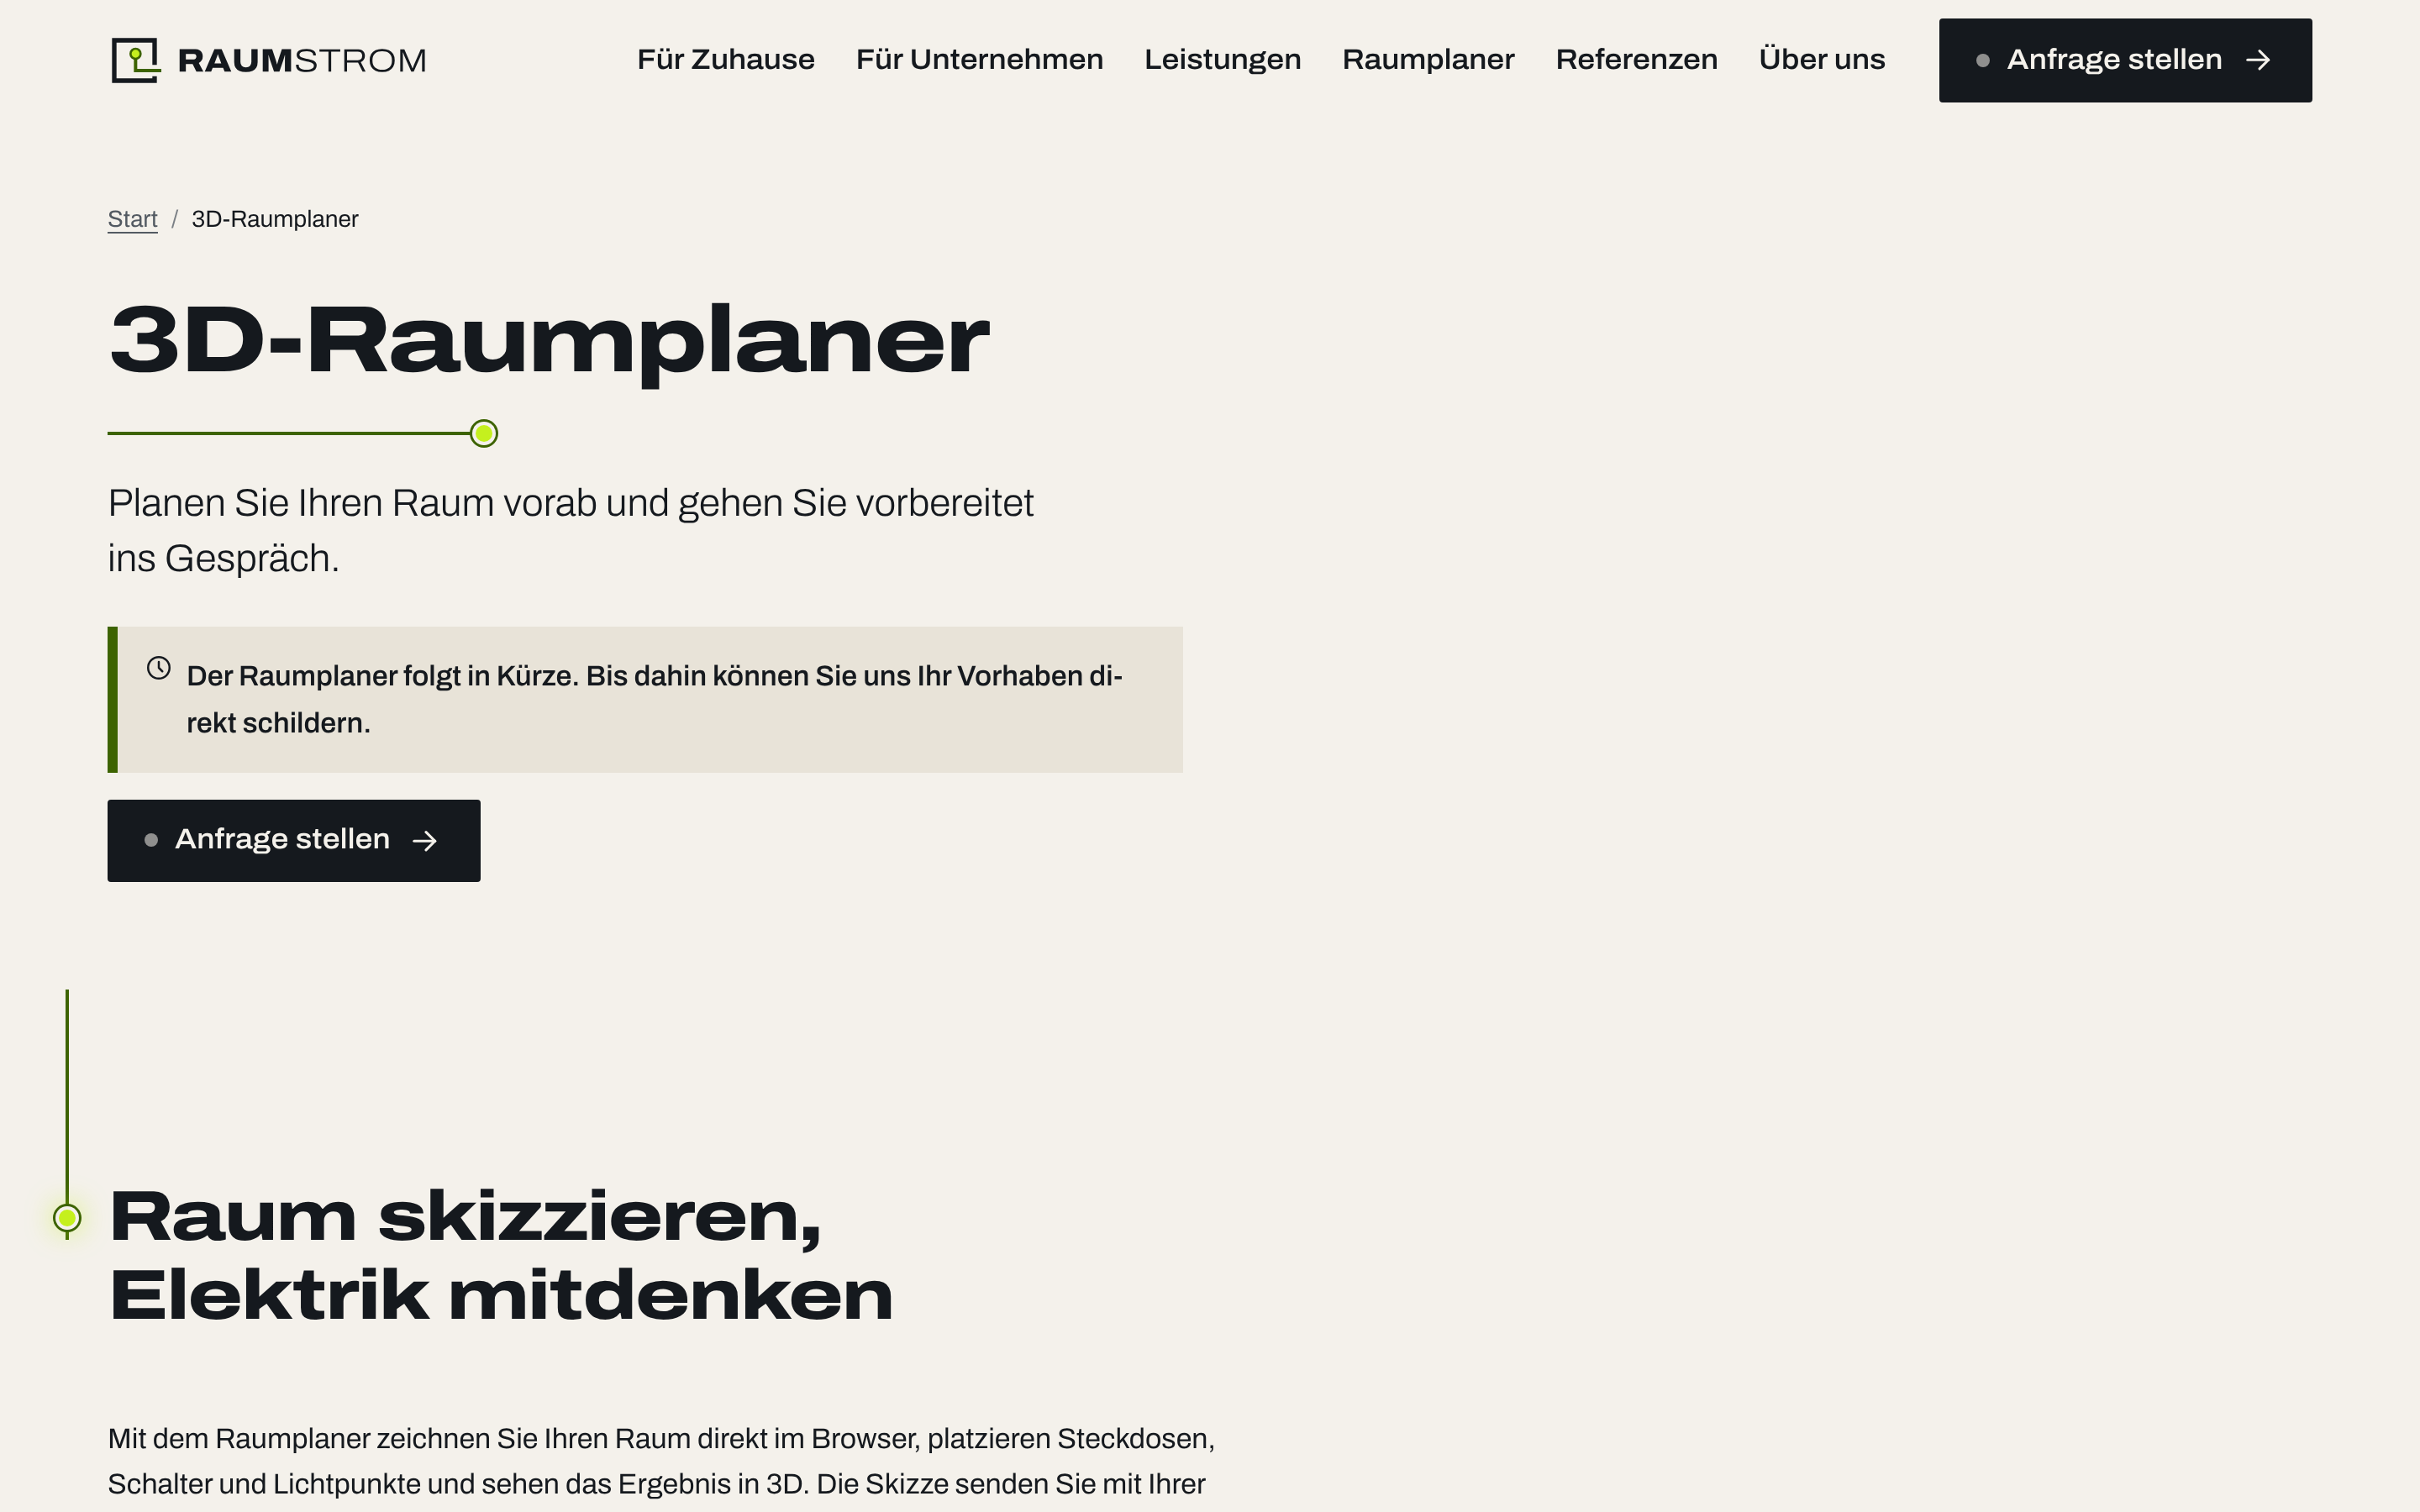 RAUMSTROM
Für Zuhause
Für Unternehmen
Leistungen
Raumplaner
Referenzen
Über uns
Anfrage stellen
Start / 3D-Raumplaner
3D-Raumplaner
Planen Sie Ihren Raum vorab und gehen Sie vorbereitet
ins Gespräch.
Der Raumplaner folgt in Kürze. Bis dahin können Sie uns Ihr Vorhaben di-
rekt schildern.
Anfrage stellen
Raum skizzieren,
Elektrik mitdenken
Mit dem Raumplaner zeichnen Sie Ihren Raum direkt im Browser, platzieren Steckdosen,
Schalter und Lichtpunkte und sehen das Ergebnis in 3D. Die Skizze senden Sie mit Ihrer